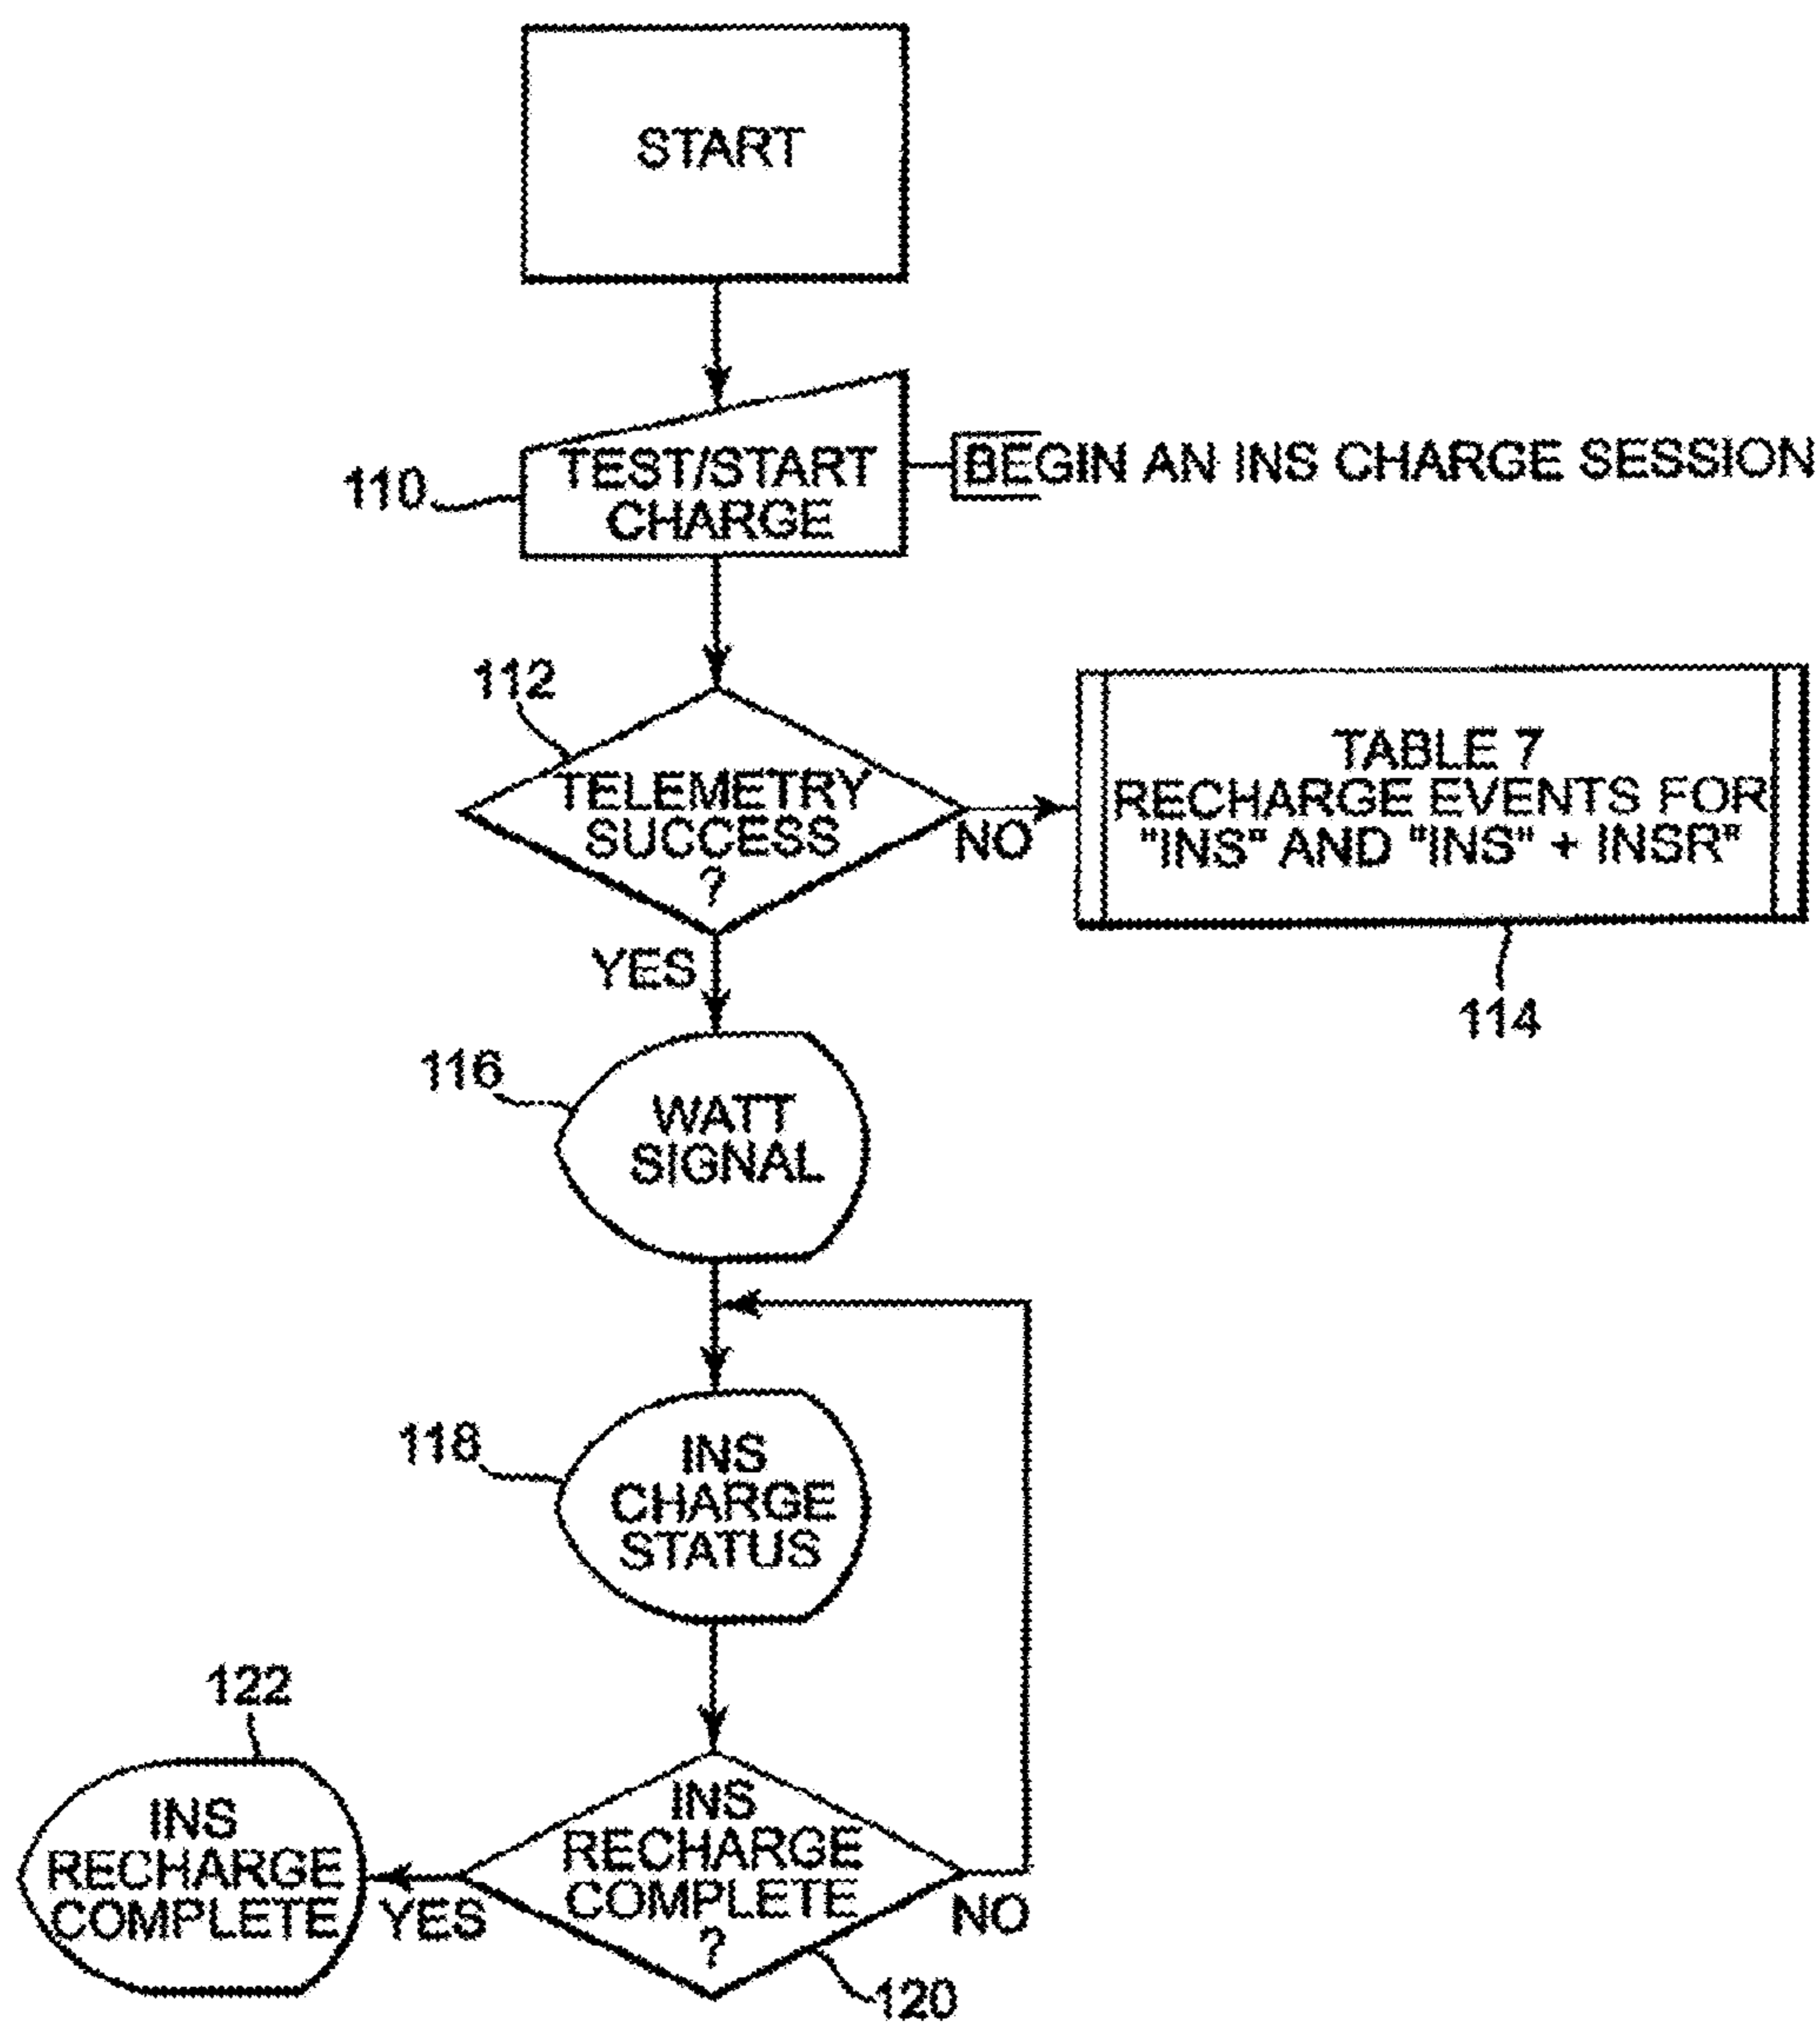 START
TEST/START
CHARGE
110
BEGIN AN INS CHARGE SESSION
112
TELEMETRY
SUCCESS
?
NO
TABLE 7
RECHARGE EVENTS FOR
"INS" AND "INS" + INSR"
114
YES
116
WATT
SIGNAL
118
INS
CHARGE
STATUS
122
INS
RECHARGE
COMPLETE
YES
INS
RECHARGE
COMPLETE
?
NO
120